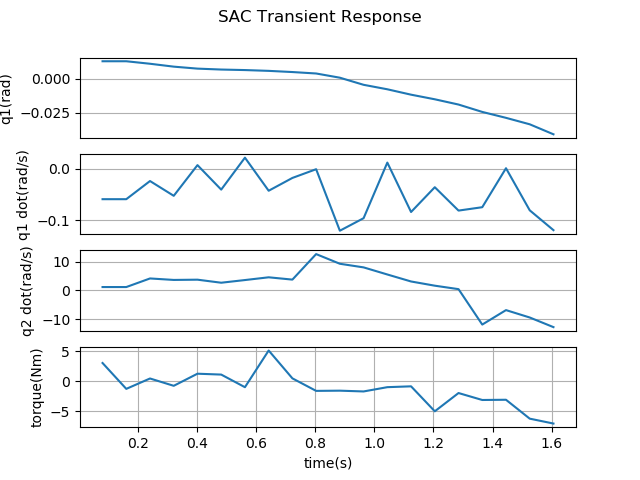 SAC Transient Response
q1(rad)
0.000
−0.025
q1 dot(rad/s)
0.0
−0.1
q2 dot(rad/s)
10
0
−10
torque(Nm)
5
0
−5
0.2 0.4 0.6 0.8 1.0 1.2 1.4 1.6
time(s)